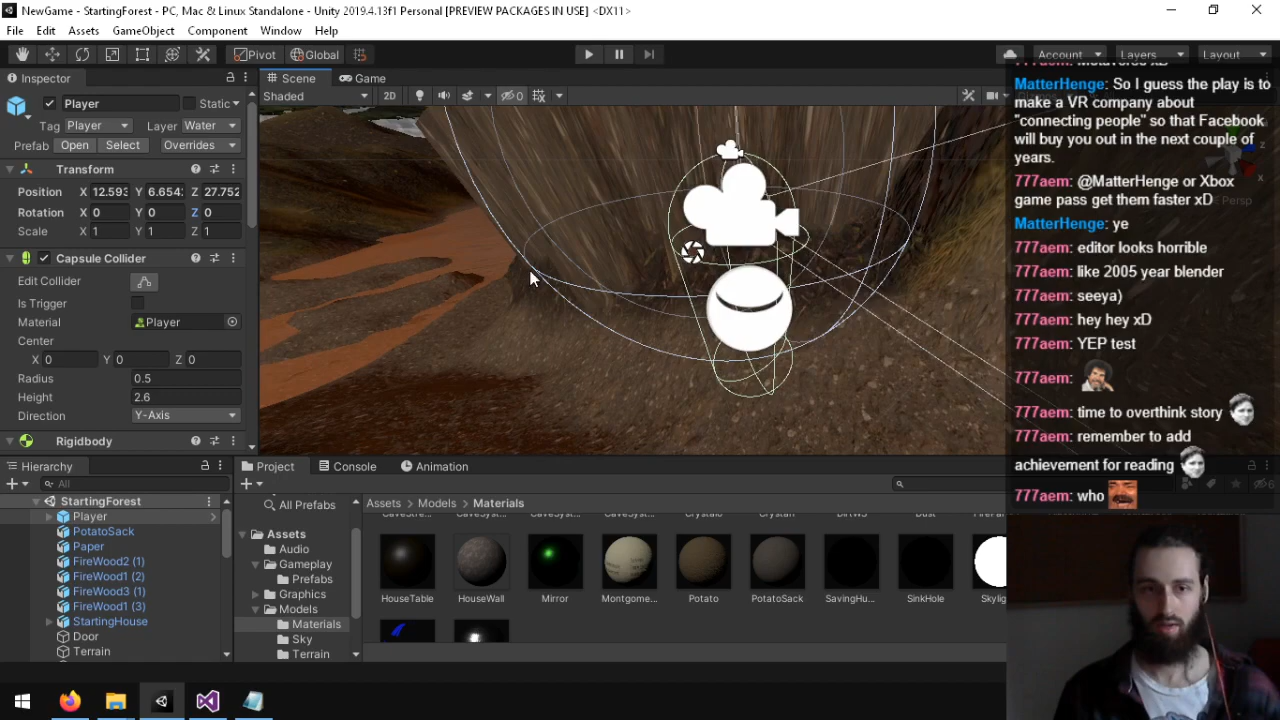 NewGame - StartingForest - PC, Mac & Linux Standalone - Unity 2019.4.13f1 Personal [PREVIEW PACKAGES IN USE] <DX11>
File Edit Assets GameObject Component Window Help
Pivot Global Account Layers Layout
Inspector
Scene Game
Shaded 2D 0
Player Static
Tag Player Layer Water
Prefab Open Select Overrides
Transform
Position X 12.593 Y 6.654 Z 27.752
Rotation X 0 Y 0 Z 0
Scale X 1 Y 1 Z 1
Capsule Collider
Edit Collider
Is Trigger
Material Player
Center
X 0 Y 0 Z 0
Radius 0.5
Height 2.6
Direction Y-Axis
Rigidbody
Hierarchy
All
StartingForest
Player
PotatoSack
Paper
FireWood2 (1)
FireWood1 (2)
FireWood3 (1)
FireWood1 (3)
StartingHouse
Door
Terrain
Project Console Animation
All Prefabs
Assets
Audio
Gameplay
Prefabs
Graphics
Models
Materials
Sky
Terrain
Assets > Models > Materials
HouseTable HouseWall Mirror Montgome... Potato PotatoSack SavingHu... SinkHole Skylig
MatterHenge: So I guess the play is to
make a VR company about
"connecting people" so that Facebook
will buy you out in the next couple of
years.
777aem: @MatterHenge or Xbox
game pass get them faster xD
MatterHenge: ye
777aem: editor looks horrible
777aem: like 2005 year blender
777aem: seeya)
777aem: hey hey xD
777aem: YEP test
777aem:
777aem: time to overthink story
777aem: remember to add
achievement for reading
777aem: who